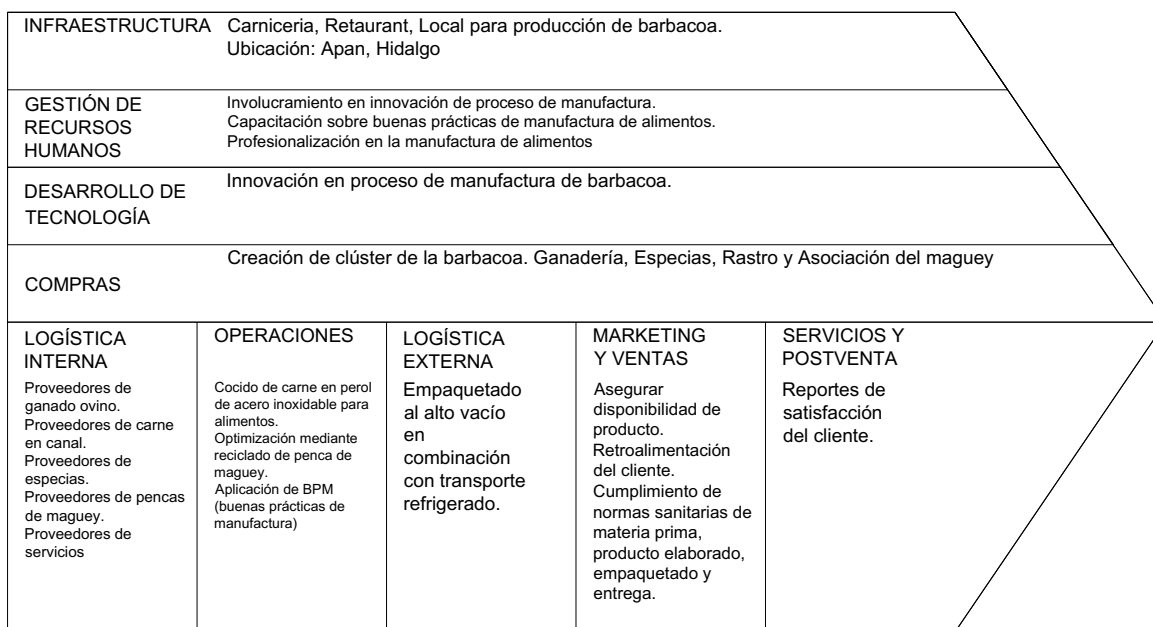 INFRAESTRUCTURA
Carniceria, Retaurant, Local para producción de barbacoa.
Ubicación: Apan, Hidalgo
GESTIÓN DE
RECURSOS
HUMANOS
Involucramiento en innovación de proceso de manufactura.
Capacitación sobre buenas prácticas de manufactura de alimentos.
Profesionalización en la manufactura de alimentos
DESARROLLO DE
TECNOLOGÍA
Innovación en proceso de manufactura de barbacoa.
COMPRAS
Creación de clúster de la barbacoa. Ganadería, Especias, Rastro y Asociación del maguey
LOGÍSTICA
INTERNA
Proveedores de
ganado ovino.
Proveedores de carne
en canal.
Proveedores de
especias.
Proveedores de pencas
de maguey.
Proveedores de
servicios
OPERACIONES
Cocido de carne en perol
de acero inoxidable para
alimentos.
Optimización mediante
reciclado de penca de
maguey.
Aplicación de BPM
(buenas prácticas de
manufactura)
LOGÍSTICA
EXTERNA
Empaquetado
al alto vacío
en
combinación
con transporte
refrigerado.
MARKETING
Y VENTAS
Asegurar
disponibilidad de
producto.
Retroalimentación
del cliente.
Cumplimiento de
normas sanitarias de
materia prima,
producto elaborado,
empaquetado y
entrega.
SERVICIOS Y
POSTVENTA
Reportes de
satisfacción
del cliente.